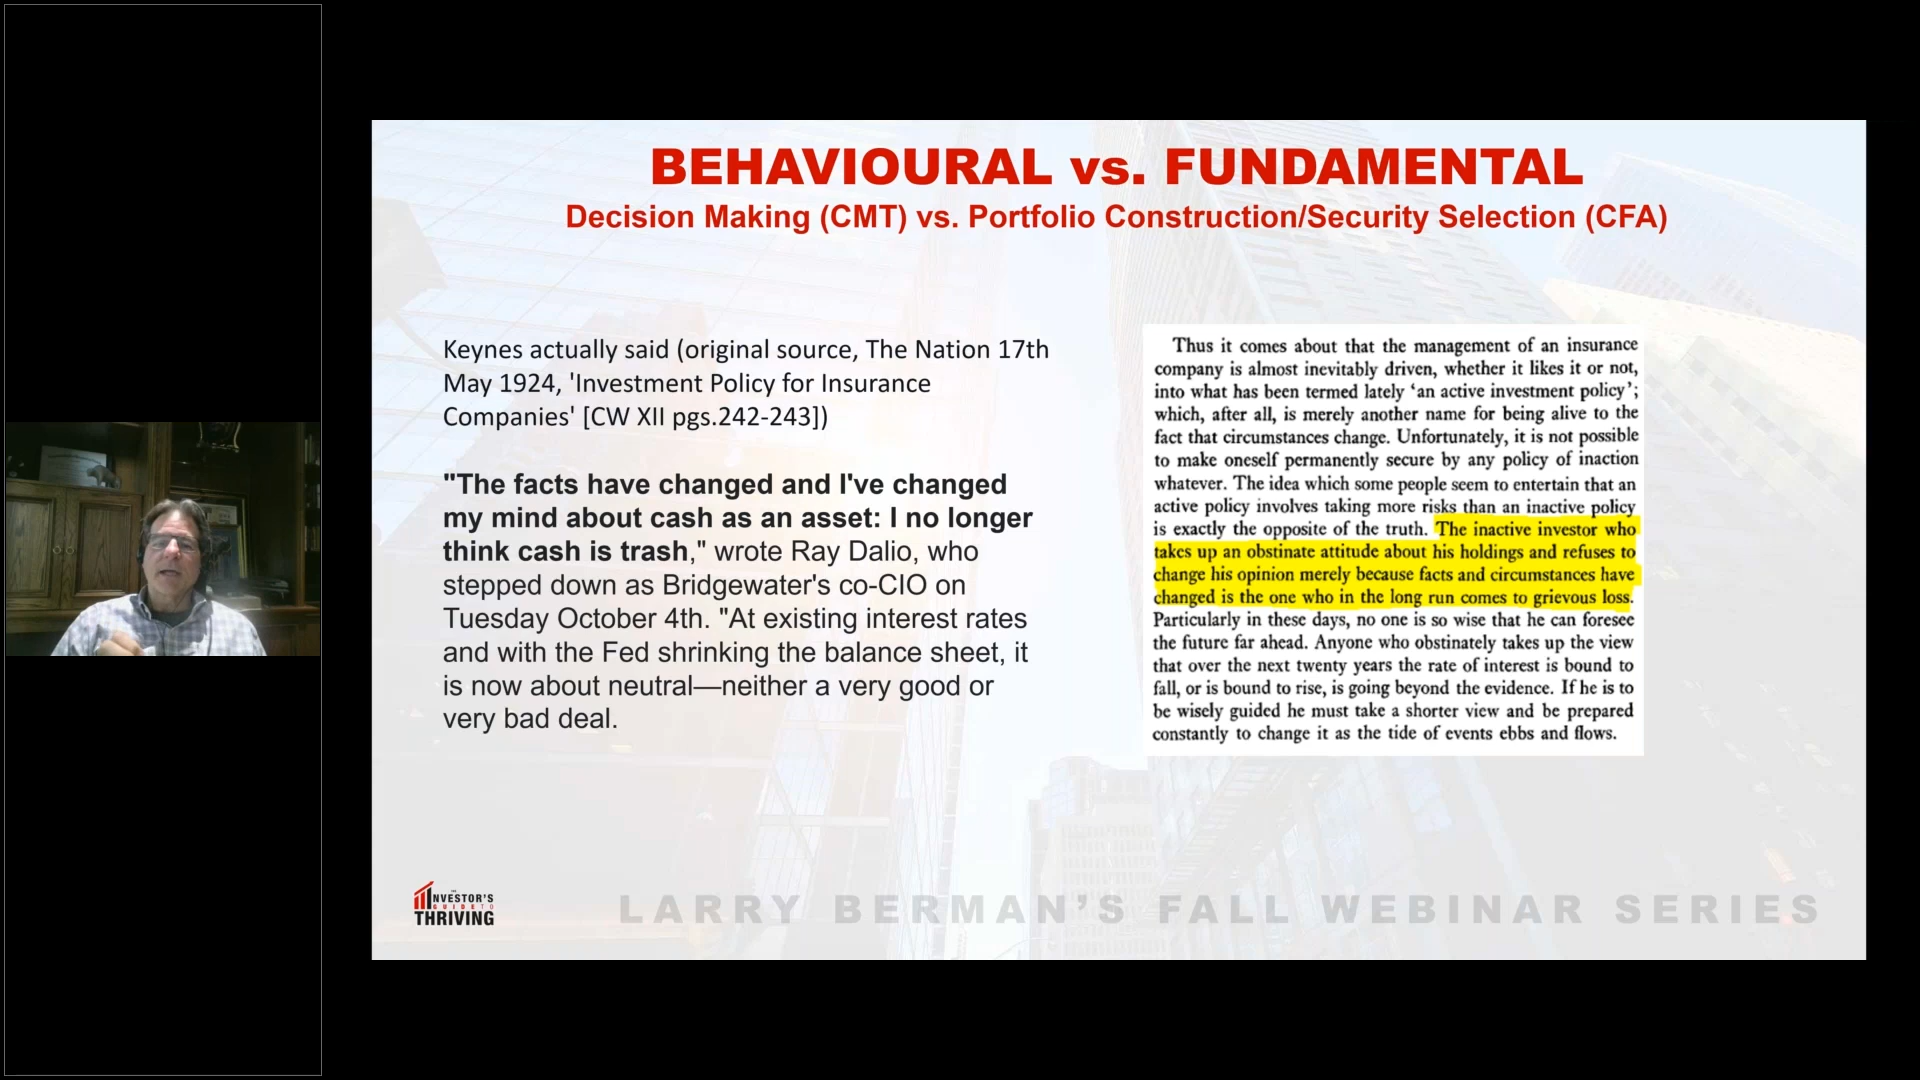 BEHAVIOURAL vs. FUNDAMENTAL
Decision Making (CMT) vs. Portfolio Construction/Security Selection (CFA)
Keynes actually said (original source, The Nation 17th
May 1924, 'Investment Policy for Insurance
Companies' [CW XII pgs.242-243])
"The facts have changed and I've changed
my mind about cash as an asset: I no longer
think cash is trash," wrote Ray Dalio, who
stepped down as Bridgewater's co-CIO on
Tuesday October 4th. "At existing interest rates
and with the Fed shrinking the balance sheet, it
is now about neutral—neither a very good or
very bad deal.
Thus it comes about that the management of an insurance
company is almost inevitably driven, whether it likes it or not,
into what has been termed lately ‘an active investment policy’;
which, after all, is merely another name for being alive to the
fact that circumstances change. Unfortunately, it is not possible
to make oneself permanently secure by any policy of inaction
whatever. The idea which some people seem to entertain that an
active policy involves taking more risks than an inactive policy
is exactly the opposite of the truth. The inactive investor who
takes up an obstinate attitude about his holdings and refuses to
change his opinion merely because facts and circumstances have
changed is the one who in the long run comes to grievous loss.
Particularly in these days, no one is so wise that he can foresee
the future far ahead. Anyone who obstinately takes up the view
that over the next twenty years the rate of interest is bound to
fall, or is bound to rise, is going beyond the evidence. If he is to
be wisely guided he must take a shorter view and be prepared
constantly to change it as the tide of events ebbs and flows.
THE
INVESTOR'S
GUIDE TO
THRIVING
LARRY BERMAN’S FALL WEBINAR SERIES